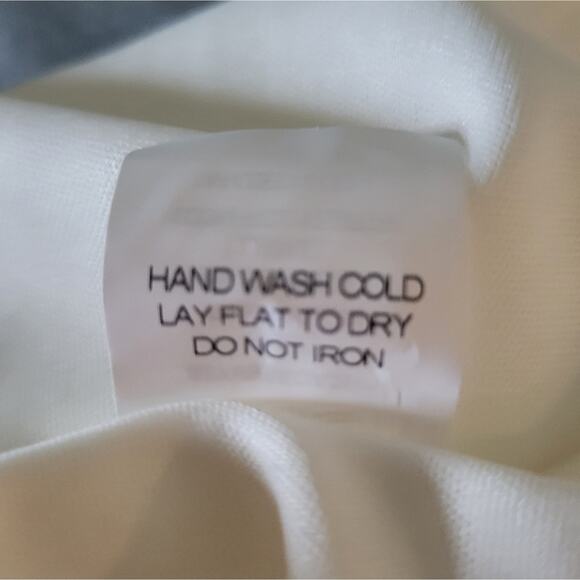 HAND WASH COLD
LAY FLAT TO DRY
DO NOT IRON